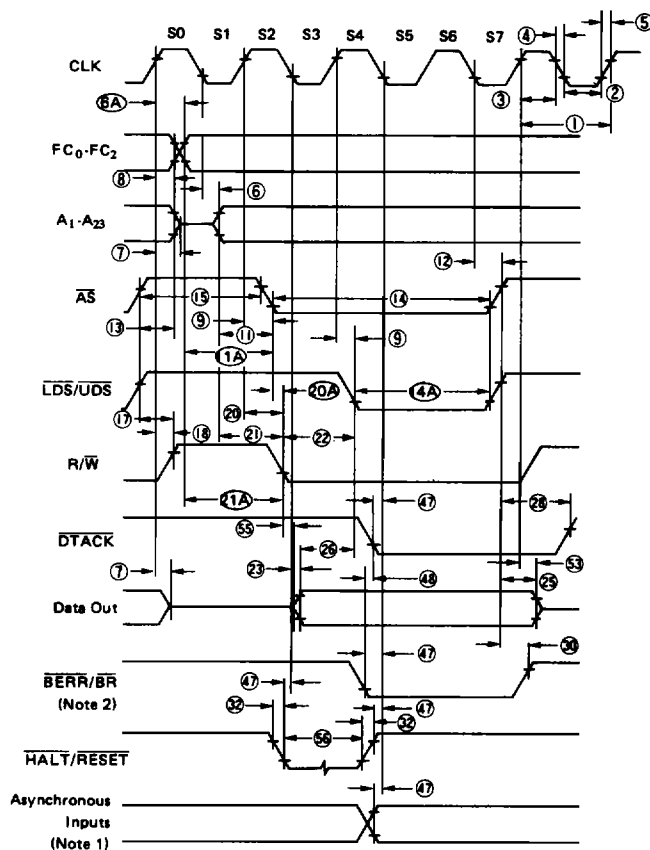 S0 S1 S2 S3 S4 S5 S6 S7
④ ⑤
CLK
③ ②
6A ①
FC0-FC2
⑧ ⑥
A1-A23
⑦ ⑫
AS
⑮ ⑭
⑬ ⑨ ⑪ ⑨
11A
LDS/UDS
20A 14A
⑰ ⑳
⑱ ㉑ ㉒
R/W
21A ㊼ ㉘
55
DTACK
㉖ 53
⑦ ㉓ ㊽ ㉕
Data Out
㊼ ㉚
BERR/BR
㊼
(Note 2)
㉜ ㊼
㉜
56
HALT/RESET
㊼
Asynchronous
Inputs
(Note 1)